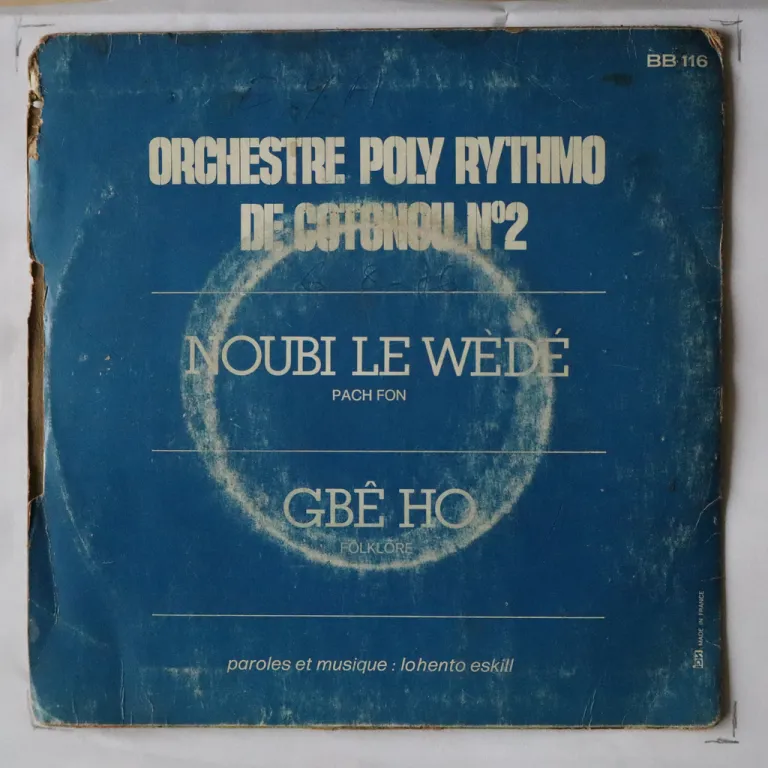 BB 116
ORCHESTRE POLY RYTHMO
DE COTONOU Nº2
NOUBI LE WÈDÉ
PACH FON
GBÊ HO
FOLKLORE
paroles et musique : lohento eskill
MADE IN FRANCE